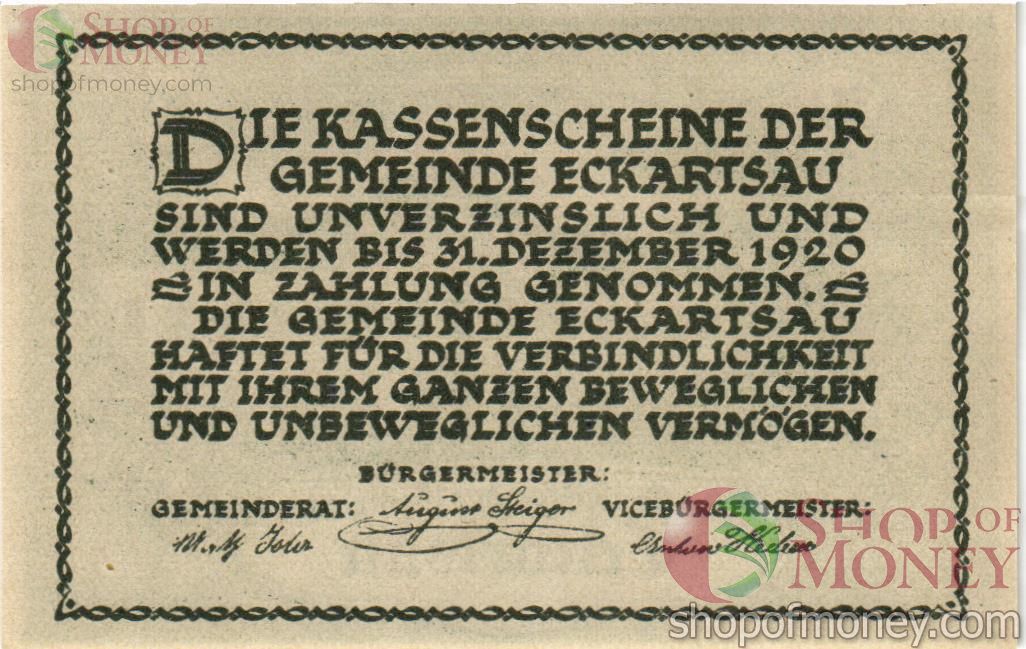 SHOP OF
MONEY
shopofmoney.com
DIE KASSENSCHEINE DER
GEMEINDE ECKARTSAU
SIND UNVERZINSLICH UND
WERDEN BIS 31. DEZEMBER 1920
IN ZAHLUNG GENOMMEN.
DIE GEMEINDE ECKARTSAU
HAFTET FÜR DIE VERBINDLICHKEIT
MIT IHREM GANZEN BEWEGLICHEN
UND UNBEWEGLICHEN VERMÖGEN.
BÜRGERMEISTER:
GEMEINDERAT: August Steiger VICEBÜRGERMEISTER:
Anton
SHOP OF
MONEY
shopofmoney.com